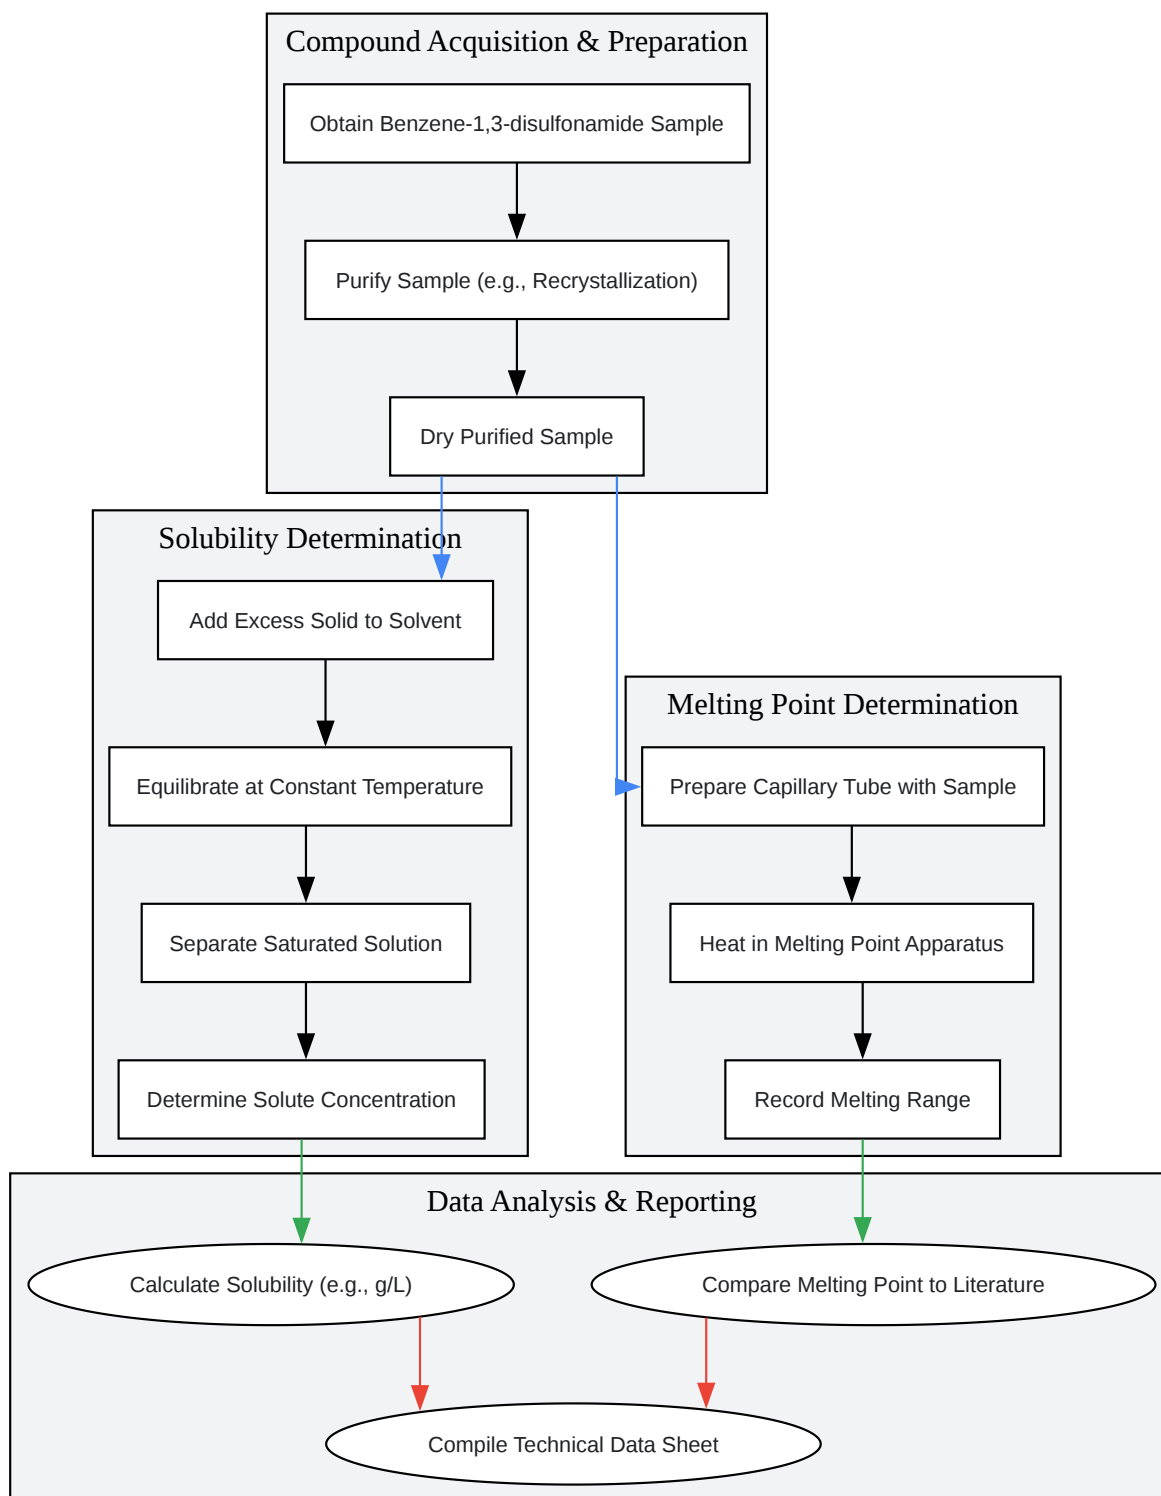 Compound Acquisition & Preparation
Obtain Benzene-1,3-disulfonamide Sample
Purify Sample (e.g., Recrystallization)
Dry Purified Sample
Solubility Determination
Add Excess Solid to Solvent
Equilibrate at Constant Temperature
Separate Saturated Solution
Determine Solute Concentration
Melting Point Determination
Prepare Capillary Tube with Sample
Heat in Melting Point Apparatus
Record Melting Range
Data Analysis & Reporting
Calculate Solubility (e.g., g/L)
Compare Melting Point to Literature
Compile Technical Data Sheet